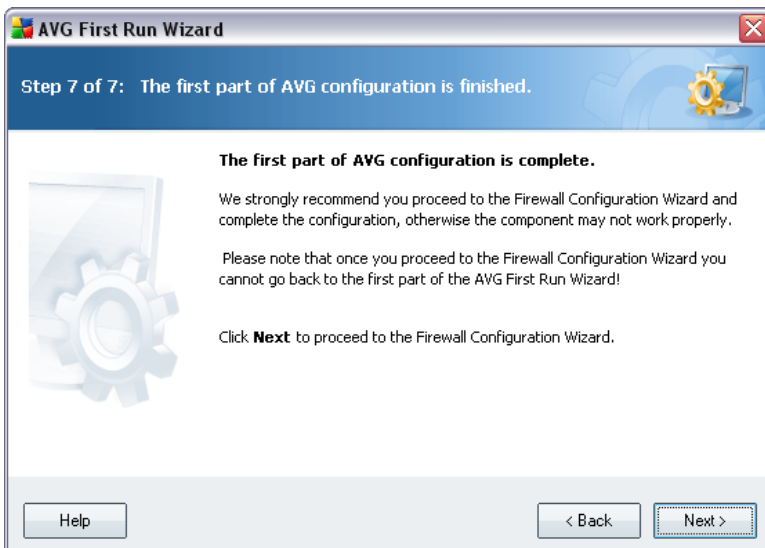 AVG First Run Wizard
Step 7 of 7: The first part of AVG configuration is finished.
The first part of AVG configuration is complete.
We strongly recommend you proceed to the Firewall Configuration Wizard and
complete the configuration, otherwise the component may not work properly.
Please note that once you proceed to the Firewall Configuration Wizard you
cannot go back to the first part of the AVG First Run Wizard!
Click Next to proceed to the Firewall Configuration Wizard.
Help
< Back
Next >